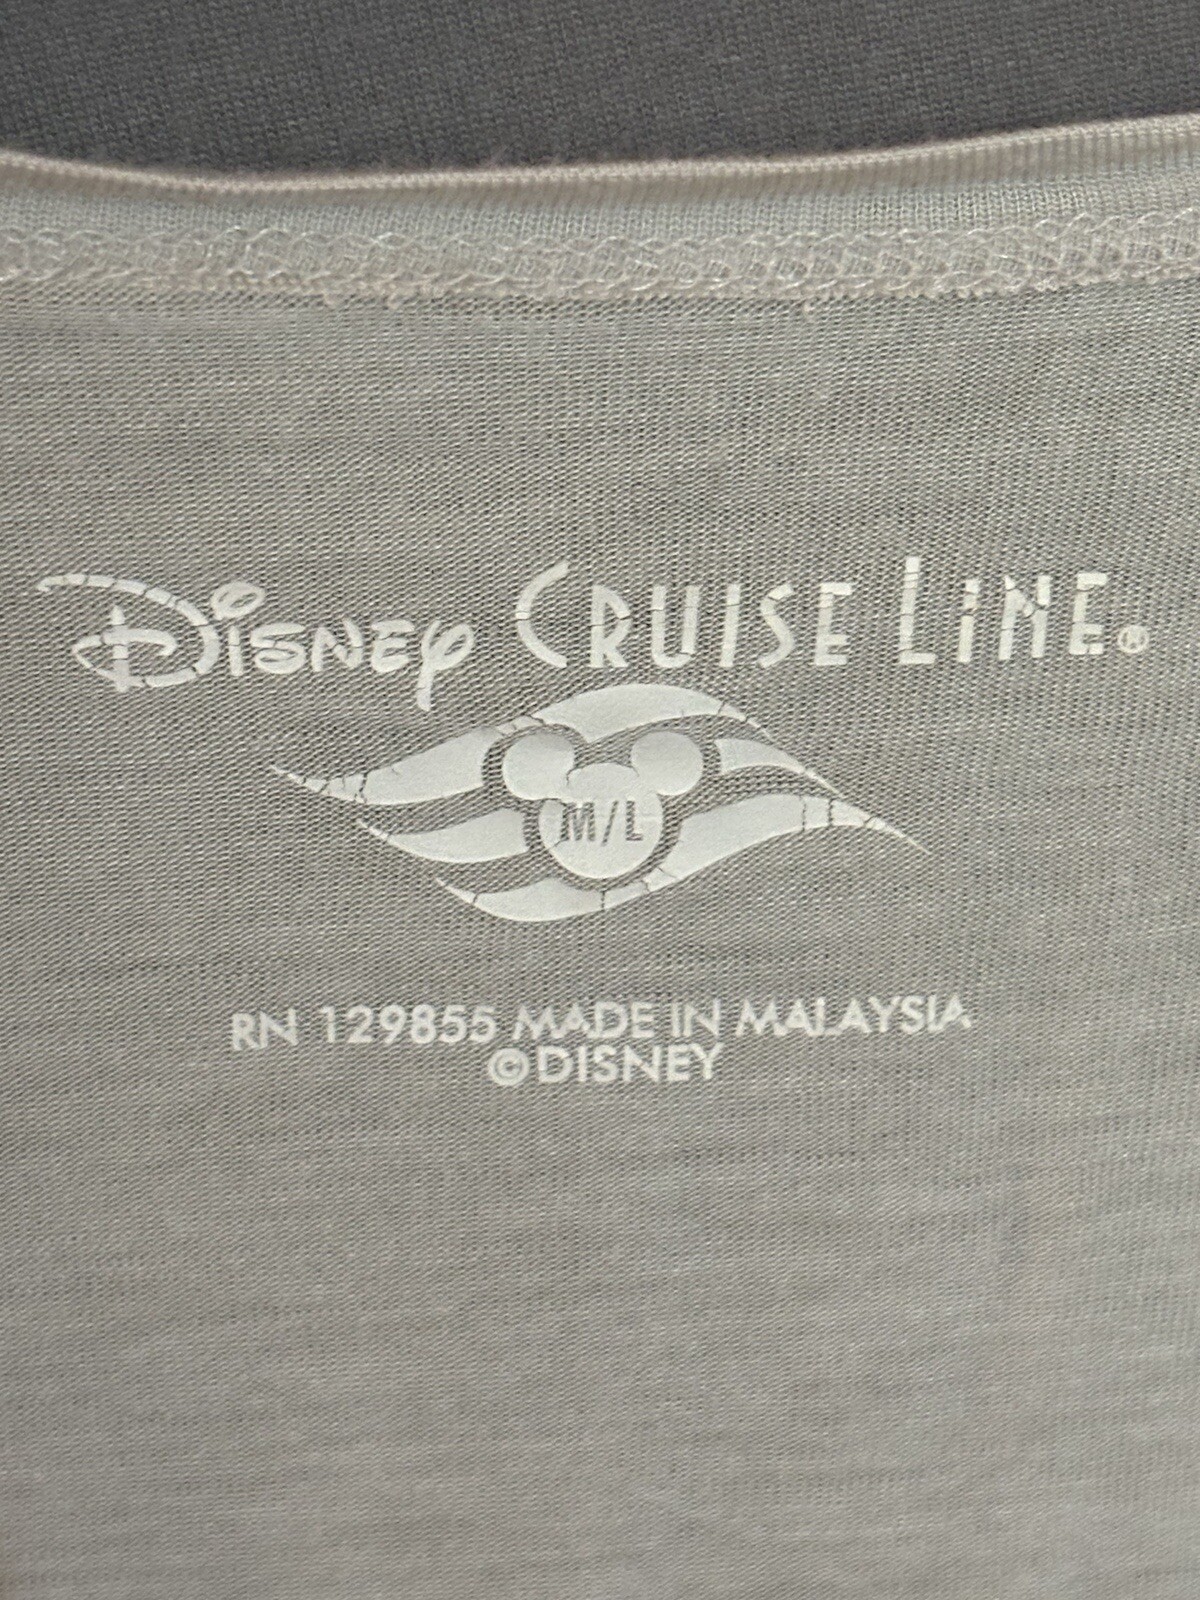 Disney Cruise Line®
M/L
RN 129855 MADE IN MALAYSIA
©DISNEY